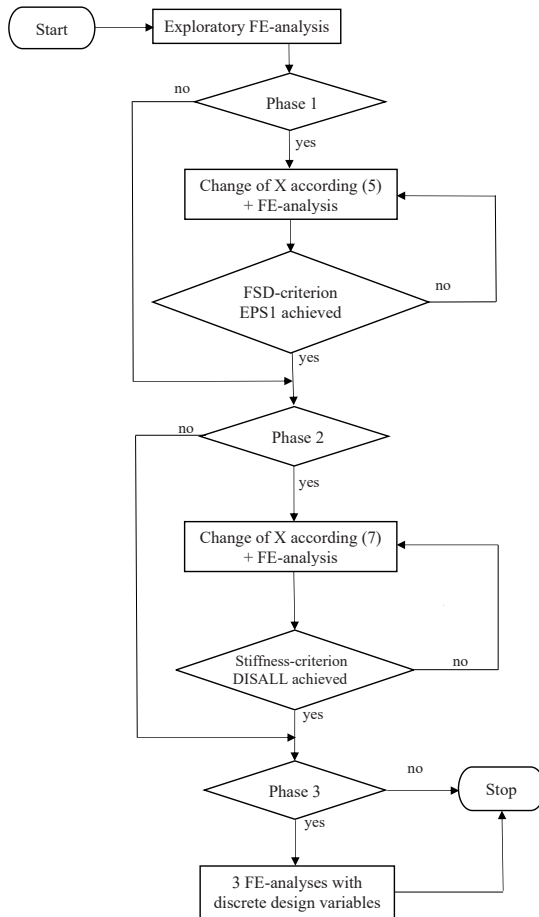 Start
Exploratory FE-analysis
no
Phase 1
yes
Change of X according (5)
+ FE-analysis
FSD-criterion
EPS1 achieved
no
yes
no
Phase 2
yes
Change of X according (7)
+ FE-analysis
Stiffness-criterion
DISALL achieved
no
yes
Phase 3
no
Stop
yes
3 FE-analyses with
discrete design variables